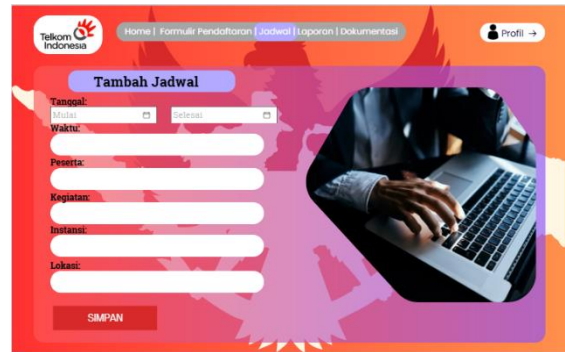 Telkom
Indonesia
Home | Formulir Pendaftaran | Jadwal | Laporan | Dokumentasi
Profil →
Tambah Jadwal
Tanggal:
Mulai Selesai
Waktu:
Peserta:
Kegiatan:
Instansi:
Lokasi:
SIMPAN